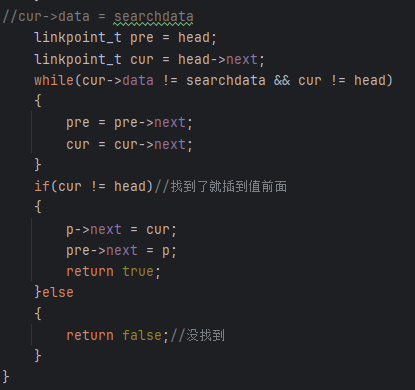 //cur->data = searchdata
linkpoint_t pre = head;
linkpoint_t cur = head->next;
while(cur->data != searchdata && cur != head)
{
pre = pre->next;
cur = cur->next;
}
if(cur != head)//找到了就插到值前面
{
p->next = cur;
pre->next = p;
return true;
}else
{
return false;//没找到
}
}